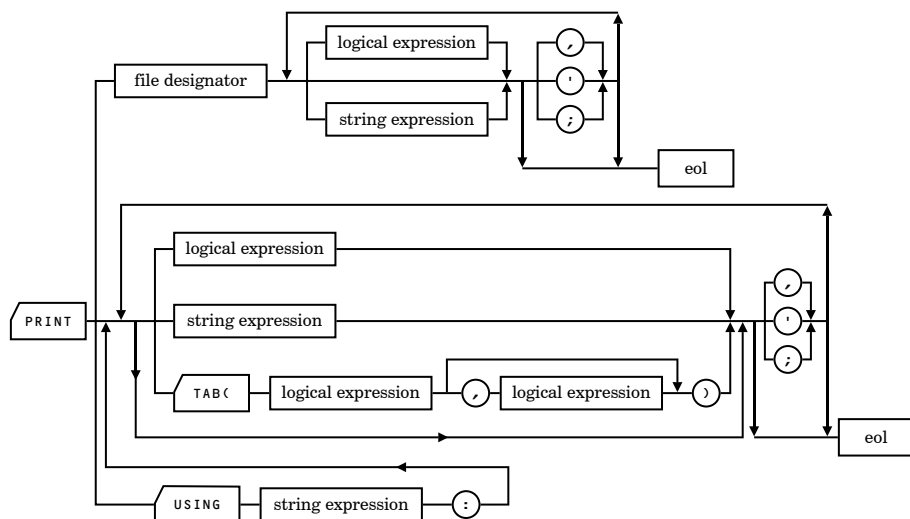 logical expression
,
file designator
'
string expression
;
eol
logical expression
,
PRINT
string expression
'
;
TAB(
logical expression
,
logical expression
)
eol
USING
string expression
: